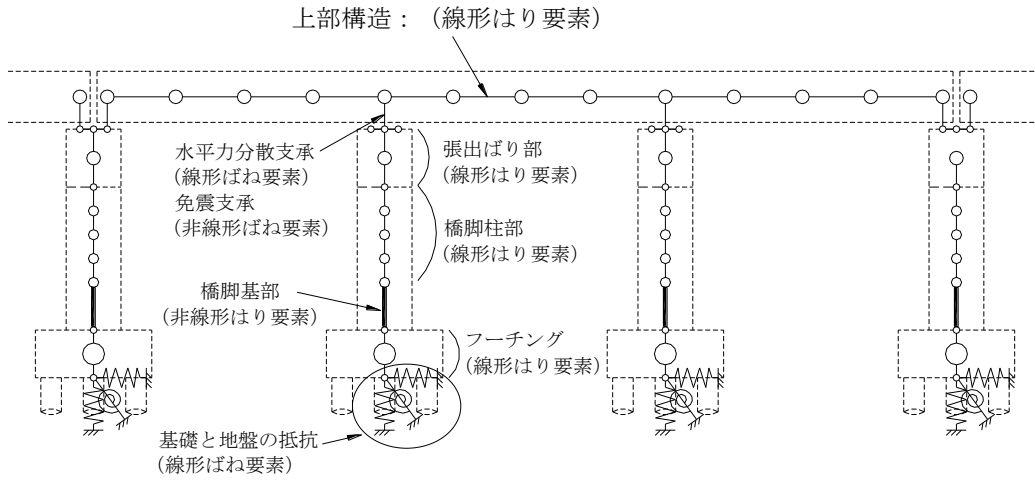 上部構造：（線形はり要素）
水平力分散支承
(線形ばね要素)
免震支承
(非線形ばね要素)
張出ばり部
(線形はり要素)
橋脚柱部
(線形はり要素)
橋脚基部
(非線形はり要素)
フーチング
(線形はり要素)
基礎と地盤の抵抗
(線形ばね要素)